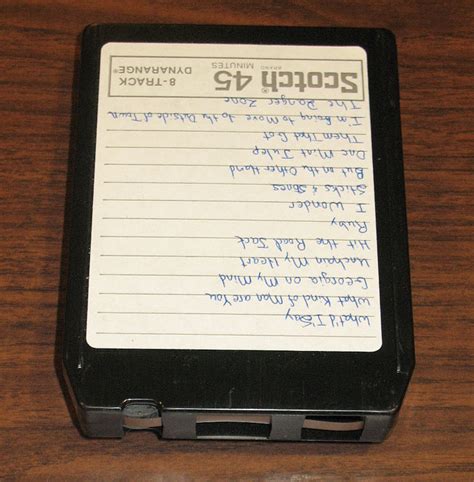 What'd I Say
What Kind of Man are You
Georgia on My Mind
Unchain My Heart
Hit the Road Jack
Ruby
I Wonder
Sticks & Stones
But on the Other Hand
One Mint Julep
Them That Got
I'm Going to Move to the Outside of Town
The Danger Zone
Scotch® 45 8-TRACK
BRAND MINUTES DYNARANGE®